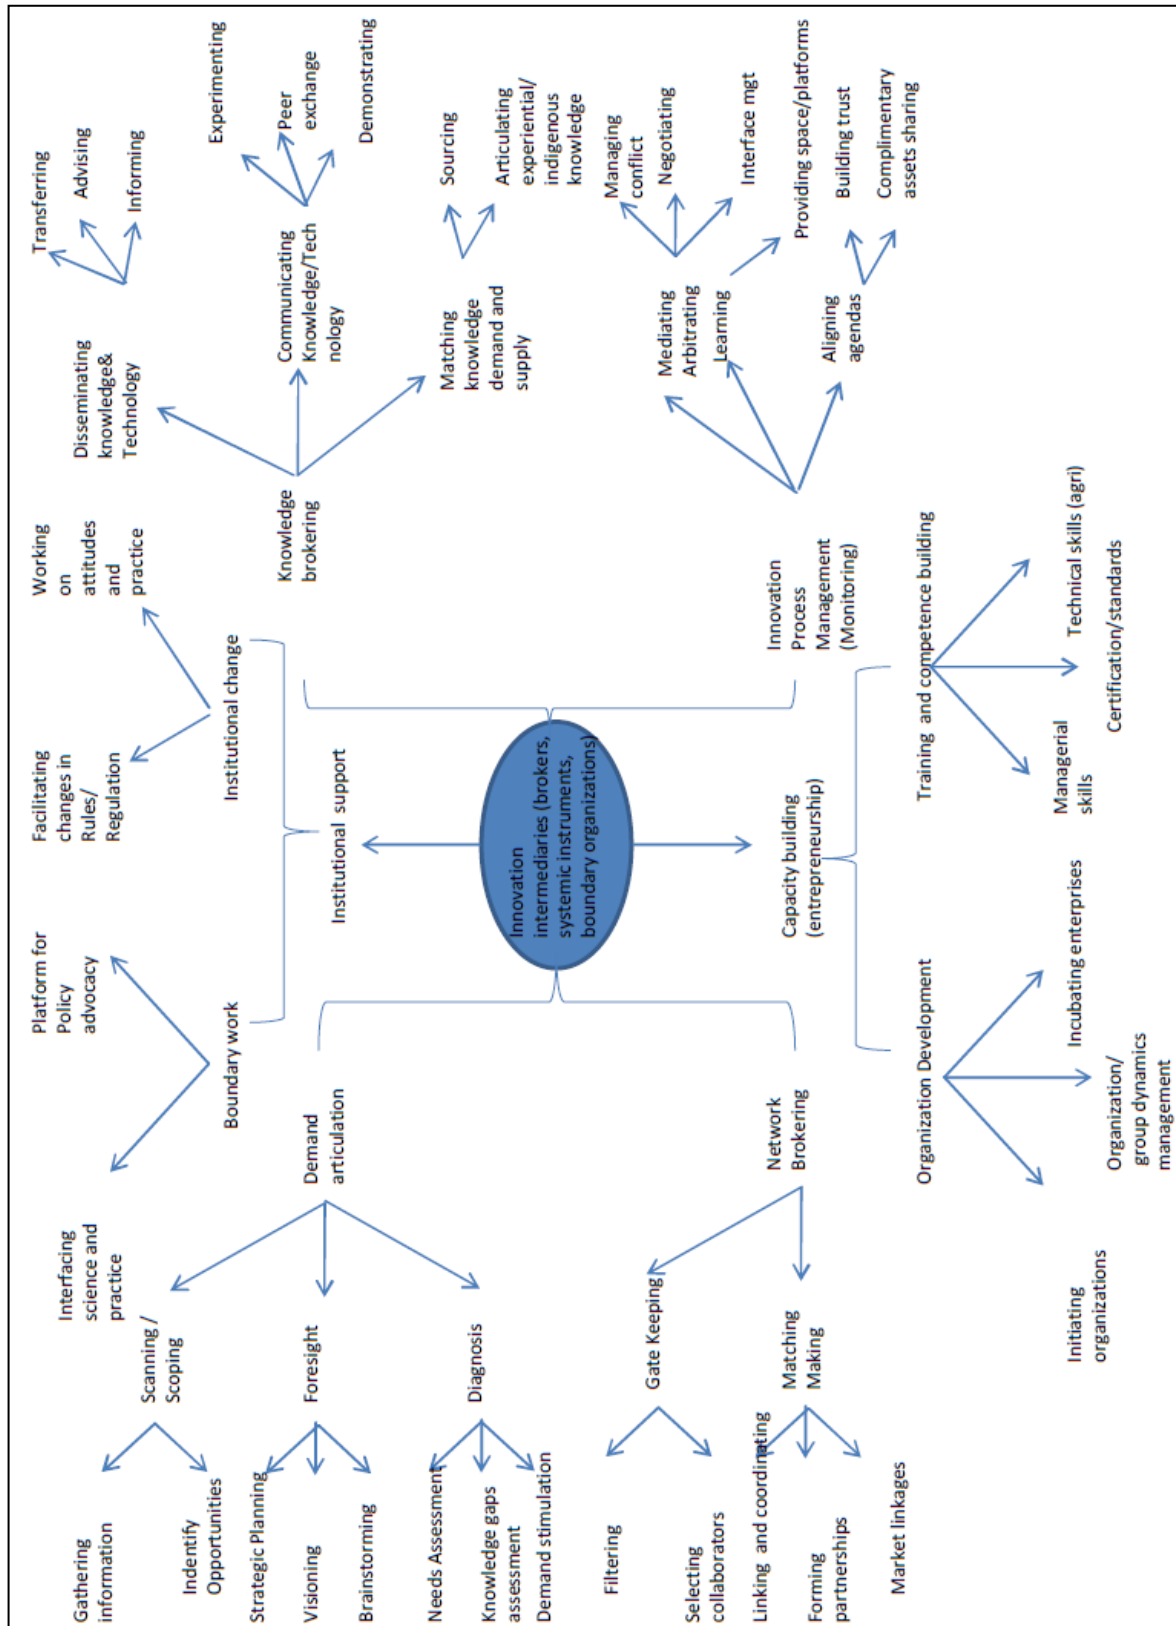 Gathering
information
Indentify
Opportunities
Strategic Planning
Visioning
Brainstorming
Needs Assessment
Knowledge gaps
assessment
Demand stimulation
Filtering
Selecting
collaborators
Linking and coordinating
Forming
partnerships
Market linkages
Scanning /
Scoping
Foresight
Diagnosis
Gate Keeping
Matching
Making
Interfacing
science and
practice
Demand
articulation
Network
Brokering
Initiating
organizations
Platform for
Policy
advocacy
Boundary work
Organization Development
Organization/
group dynamics
management
Incubating enterprises
Facilitating
changes in
Rules/
Regulation
Institutional support
Innovation
intermediaries (brokers,
systemic instruments,
boundary organizations)
Capacity building
(entrepreneurship)
Working
on
attitudes
and
practice
Institutional change
Innovation
Process
Management
(Monitoring)
Training and competence building
Managerial
skills
Technical skills (agri)
Certification/standards
Knowledge
brokering
Disseminating
knowledge&
Technology
Communicating
Knowledge/Tech
nology
Matching
knowledge
demand and
supply
Mediating
Arbitrating
Learning
Aligning
agendas
Transferring
Advising
Informing
Experimenting
Peer
exchange
Demonstrating
Sourcing
Articulating
experiential/
indigenous
knowledge
Managing
conflict
Negotiating
Interface mgt
Providing space/platforms
Building trust
Complimentary
assets sharing